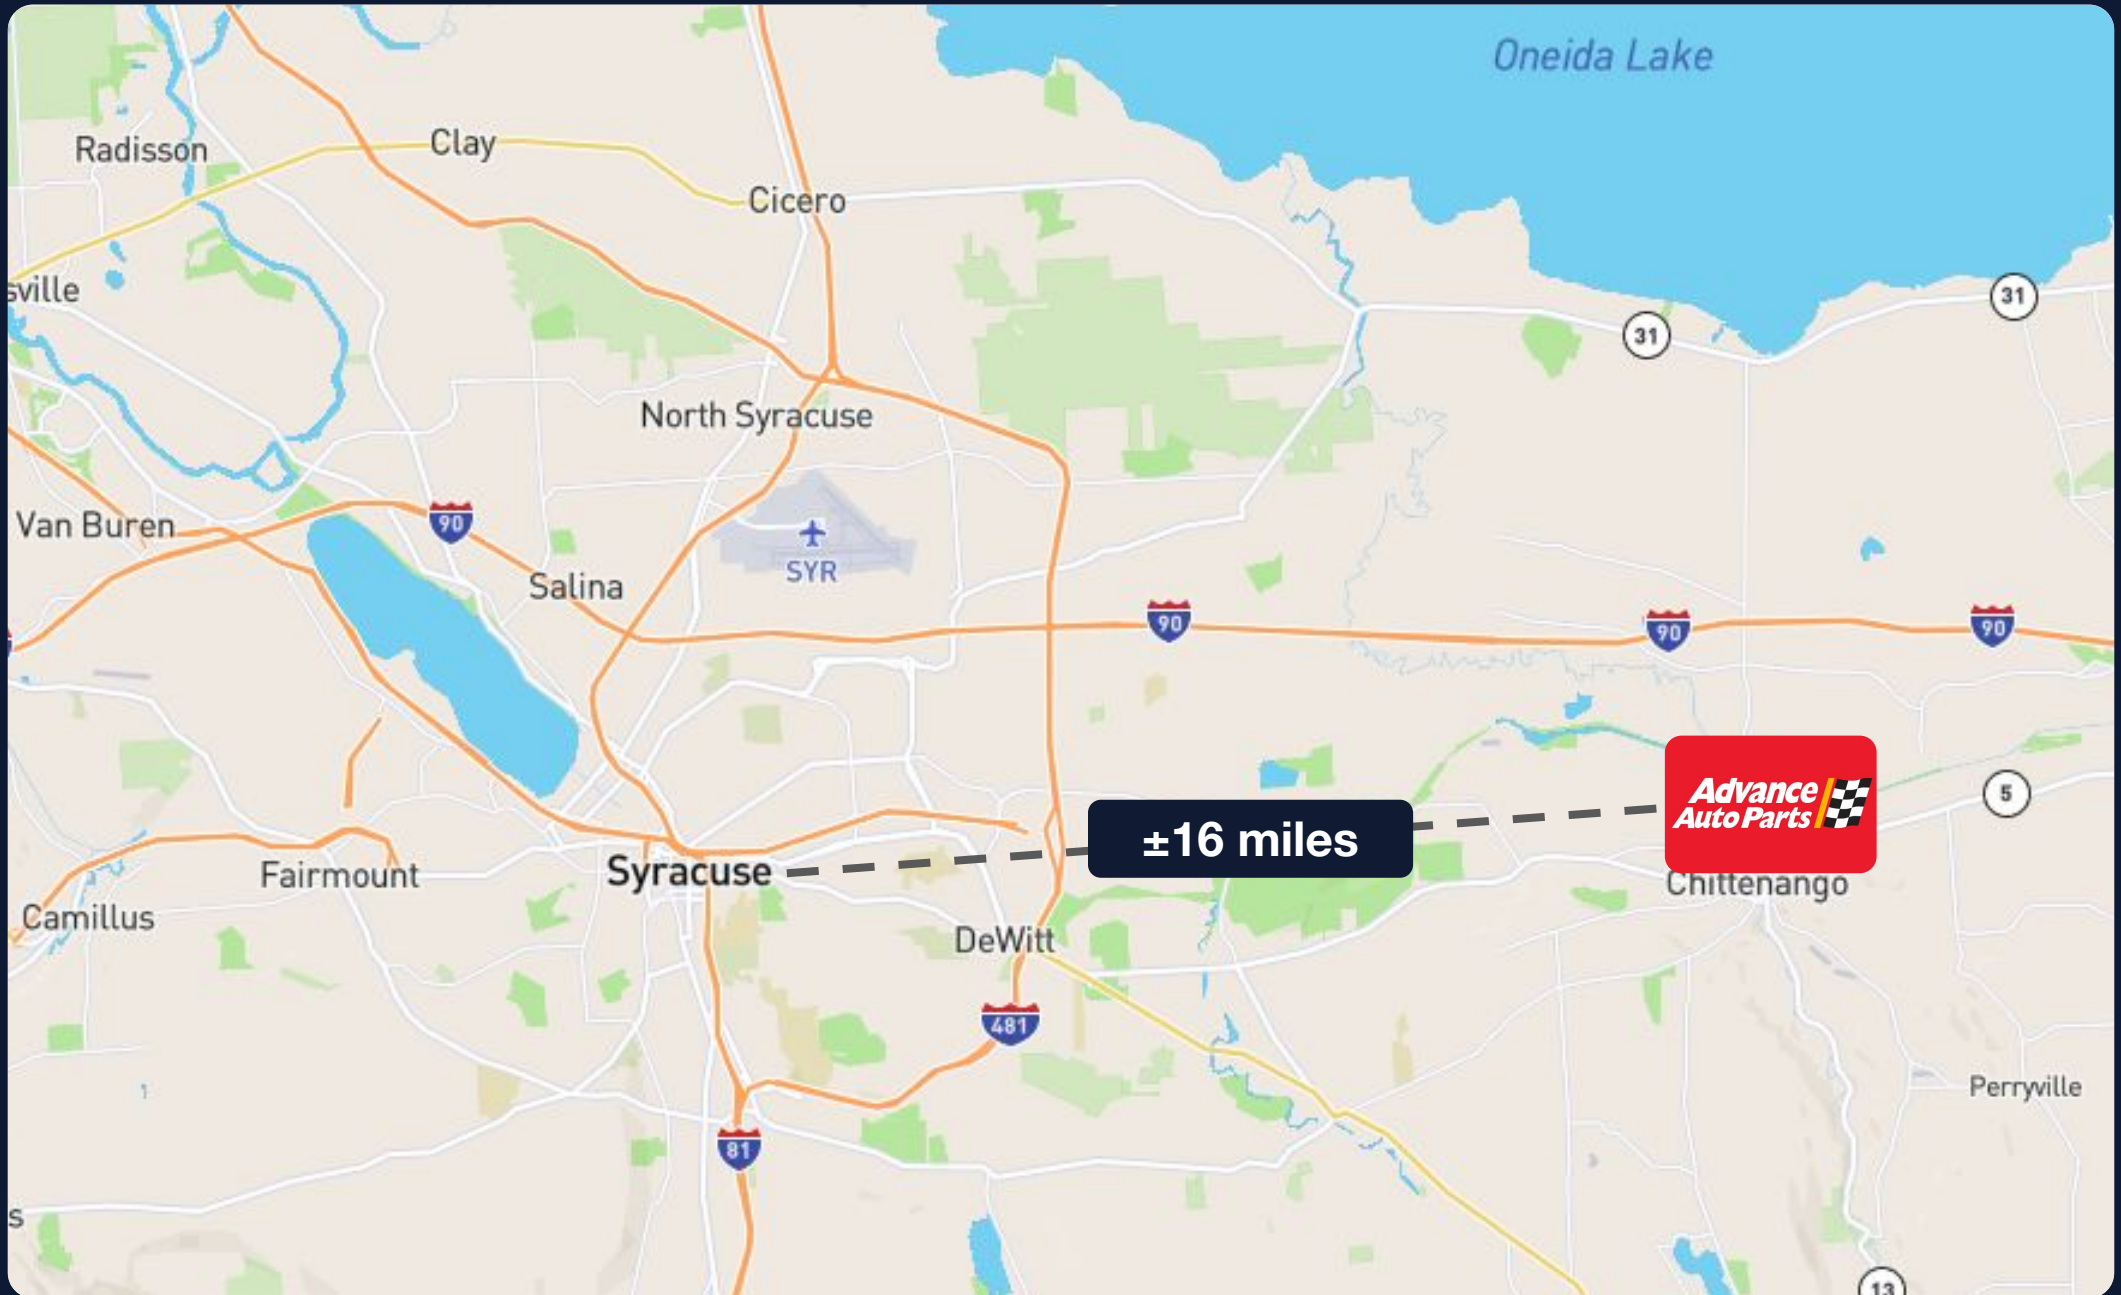 Oneida Lake
Radisson
Clay
Cicero
sville
31
31
North Syracuse
Van Buren
90
SYR
Salina
90
90
90
Advance
Auto Parts
5
±16 miles
Syracuse
Fairmount
Chittenango
Camillus
DeWitt
481
Perryville
81
s
13